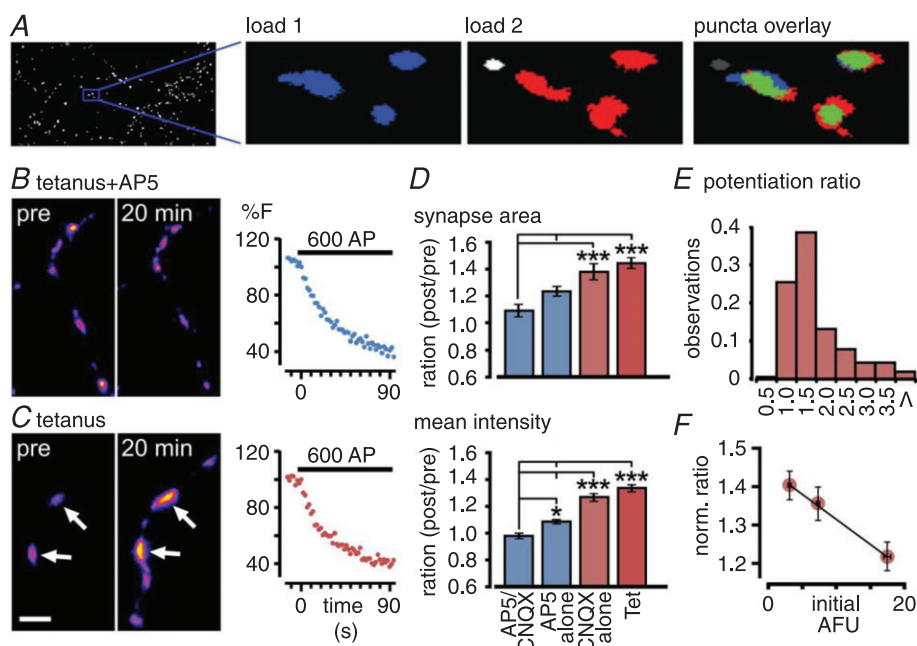 A
load 1
load 2
puncta overlay
B tetanus+AP5
pre
20 min
%F
120
80
40
600 AP
0
90
C tetanus
pre
20 min
120
80
40
600 AP
0
time
90
(s)
D
synapse area
ration (post/pre)
1.6
1.4
1.2
1.0
0.8
0.6
***
***
mean intensity
ration (post/pre)
1.6
1.4
1.2
1.0
0.8
0.6
*
***
***
AP5/
CNQX
AP5
alone
CNQX
alone
Tet
E potentiation ratio
observations
0.4
0.3
0.2
0.1
0
0.5
1.0
1.5
2.0
2.5
3.0
3.5
>
F
norm. ratio
1.5
1.4
1.3
1.2
0
initial
AFU
20